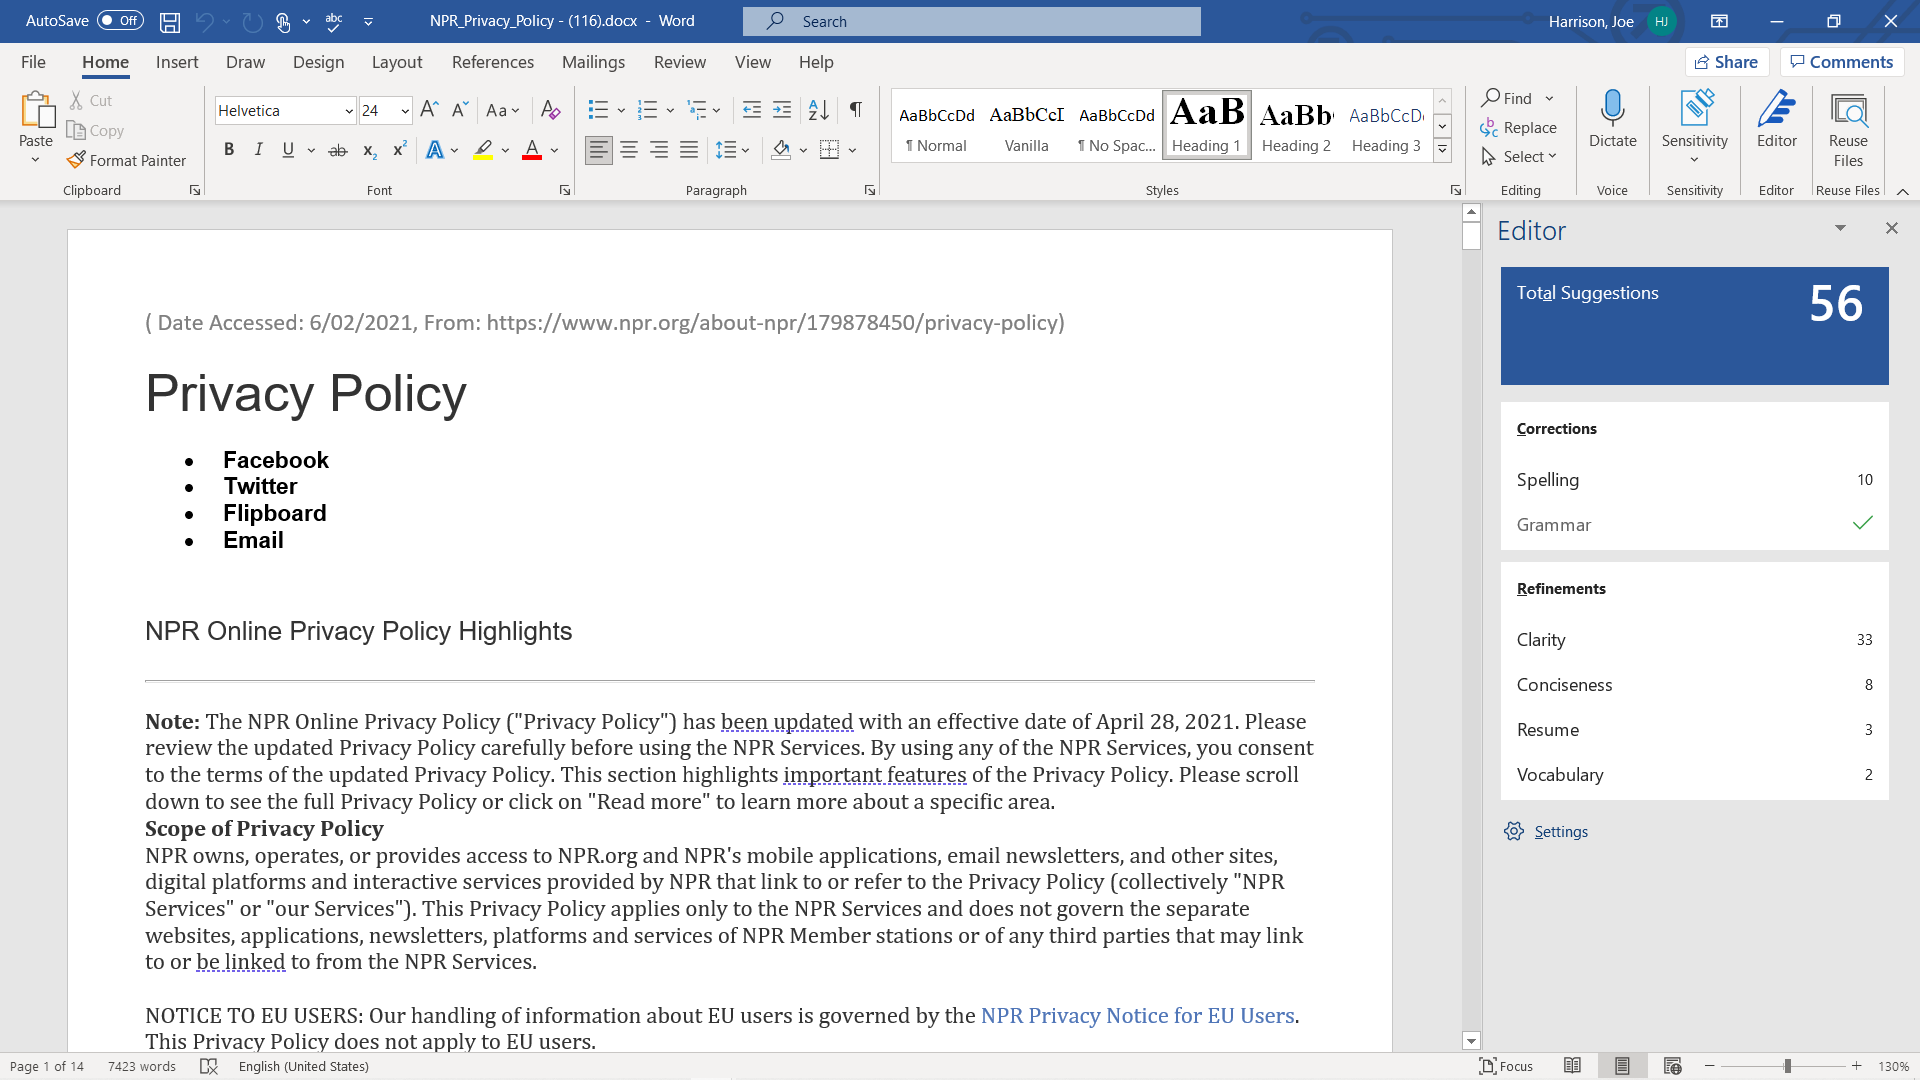 AutoSave Off
NPR_Privacy_Policy - (116).docx - Word
Search
Harrison, Joe HJ
File Home Insert Draw Design Layout References Mailings Review View Help
Share Comments
Paste
Cut
Copy
Format Painter
Clipboard
Helvetica 24
Font
Paragraph
AaBbCcDd AaBbCcI AaBbCcDd AaB AaBb AaBbCcD
¶ Normal Vanilla ¶ No Spac... Heading 1 Heading 2 Heading 3
Styles
Find
Replace
Select
Editing
Dictate
Voice
Sensitivity
Sensitivity
Editor
Editor
Reuse
Files
Reuse Files
( Date Accessed: 6/02/2021, From: https://www.npr.org/about-npr/179878450/privacy-policy)
Privacy Policy
• Facebook
• Twitter
• Flipboard
• Email
NPR Online Privacy Policy Highlights
Note: The NPR Online Privacy Policy ("Privacy Policy") has been updated with an effective date of April 28, 2021. Please
review the updated Privacy Policy carefully before using the NPR Services. By using any of the NPR Services, you consent
to the terms of the updated Privacy Policy. This section highlights important features of the Privacy Policy. Please scroll
down to see the full Privacy Policy or click on "Read more" to learn more about a specific area.
Scope of Privacy Policy
NPR owns, operates, or provides access to NPR.org and NPR's mobile applications, email newsletters, and other sites,
digital platforms and interactive services provided by NPR that link to or refer to the Privacy Policy (collectively "NPR
Services" or "our Services"). This Privacy Policy applies only to the NPR Services and does not govern the separate
websites, applications, newsletters, platforms and services of NPR Member stations or of any third parties that may link
to or be linked to from the NPR Services.
NOTICE TO EU USERS: Our handling of information about EU users is governed by the NPR Privacy Notice for EU Users.
This Privacy Policy does not apply to EU users.
Editor
Total Suggestions 56
Corrections
Spelling 10
Grammar
Refinements
Clarity 33
Conciseness 8
Resume 3
Vocabulary 2
Settings
Page 1 of 14 7423 words English (United States)
Focus
130%